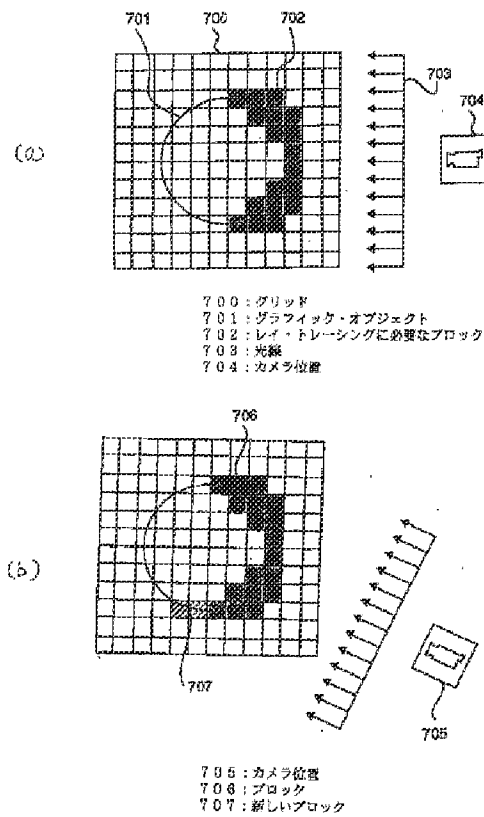 701
700
702
703
704
(a)
700:グリッド
701:グラフィック・オブジェクト
702:レイ・トレーシングに必要なブロック
703:光線
704:カメラ位置
706
(b)
707
705
705:カメラ位置
706:ブロック
707:新しいブロック